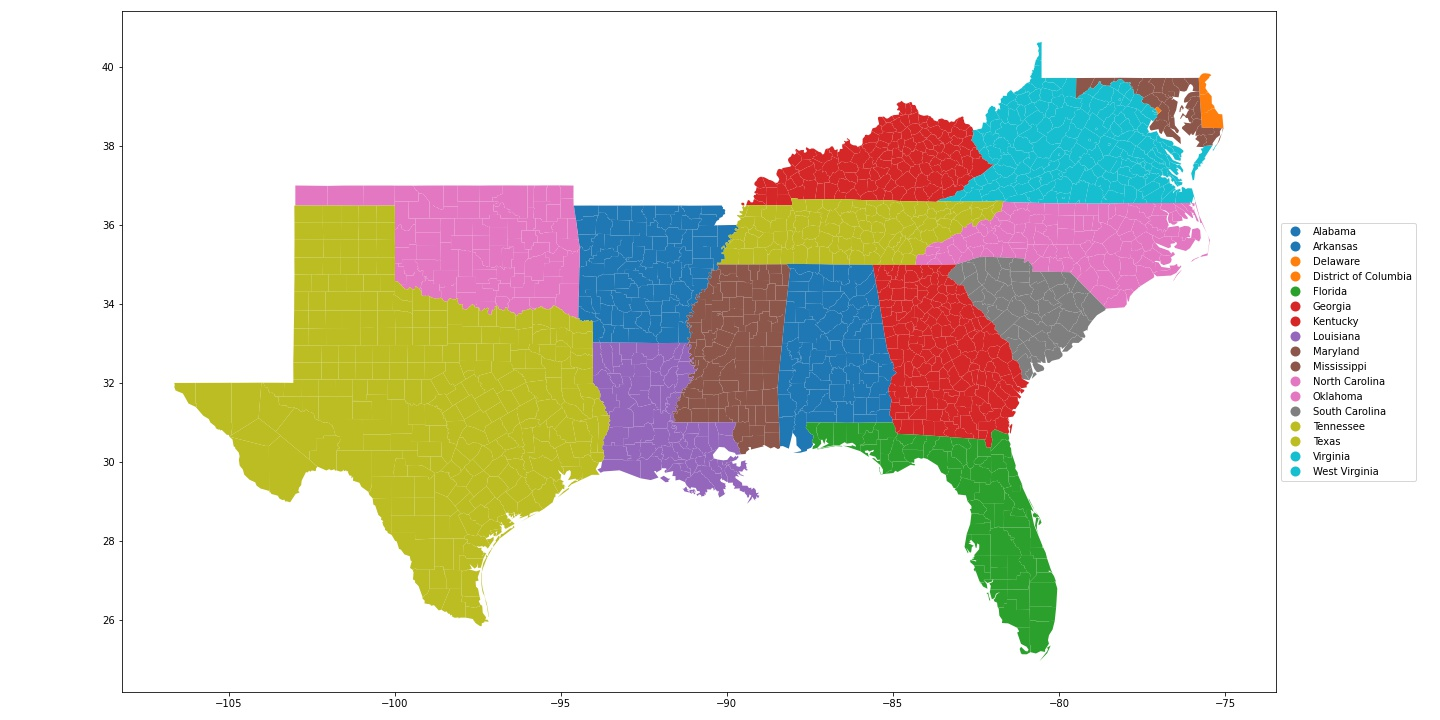 40
38
36
34
32
30
28
26
−105
−100
−95
−90
−85
−80
−75
Alabama
Arkansas
Delaware
District of Columbia
Florida
Georgia
Kentucky
Louisiana
Maryland
Mississippi
North Carolina
Oklahoma
South Carolina
Tennessee
Texas
Virginia
West Virginia